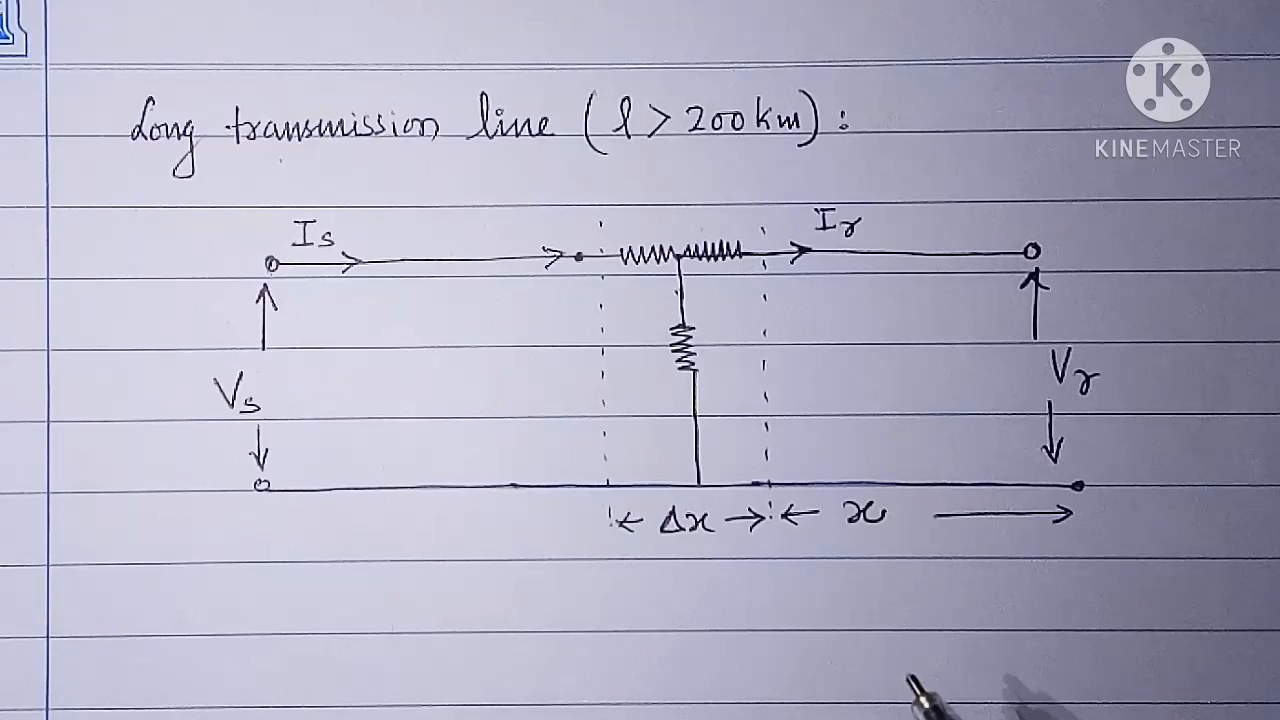 Long transmission line (l > 200km) :
K
KINEMASTER
Is
Ir
Vs
Vr
Δx
x